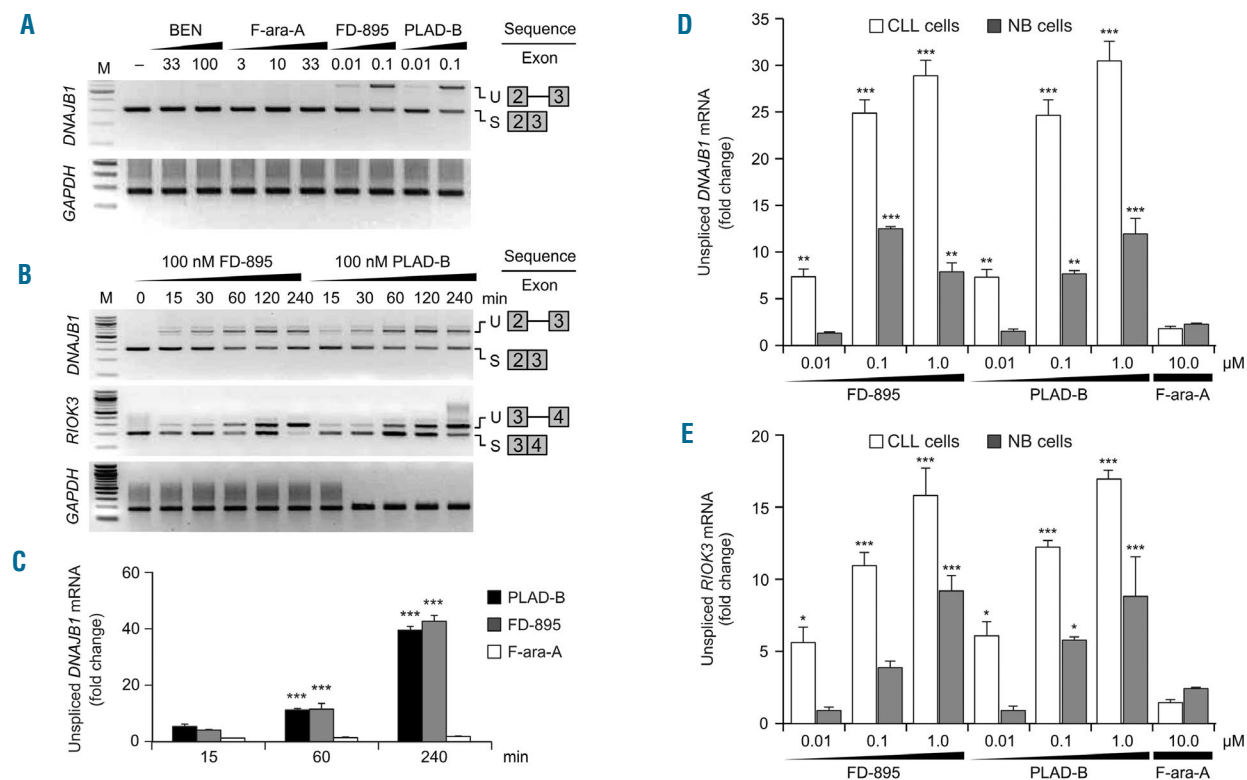 A
BEN F-ara-A FD-895 PLAD-B Sequence
Exon
M – 33 100 3 10 33 0.01 0.1 0.01 0.1
DNAJB1
U 2 3
S 2 3
GAPDH
B
100 nM FD-895 100 nM PLAD-B Sequence
Exon
M 0 15 30 60 120 240 15 30 60 120 240 min
DNAJB1
U 2 3
S 2 3
RIOK3
U 3 4
S 3 4
GAPDH
C
Unspliced DNAJB1 mRNA
(fold change)
60
40
20
0
*** ***
*** ***
PLAD-B
FD-895
F-ara-A
15 60 240 min
D
Unspliced DNAJB1 mRNA
(fold change)
CLL cells NB cells
35
30
25
20
15
10
5
0
** *** *** *** ** ** *** ** *** ***
0.01 0.1 1.0 0.01 0.1 1.0 10.0 µM
FD-895 PLAD-B F-ara-A
E
Unspliced RIOK3 mRNA
(fold change)
CLL cells NB cells
20
15
10
5
0
* *** *** *** * *** * *** ***
0.01 0.1 1.0 0.01 0.1 1.0 10.0 µM
FD-895 PLAD-B F-ara-A